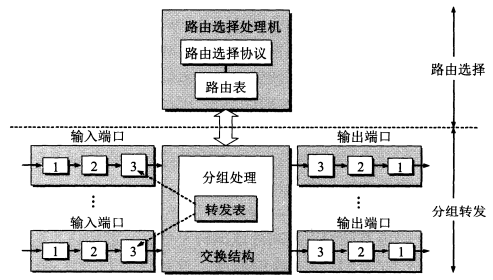 路由选择处理机
路由选择协议
路由表
路由选择
输入端口
输出端口
1 2 3
3 2 1
分组处理
转发表
分组转发
输入端口
输出端口
1 2 3
3 2 1
交换结构